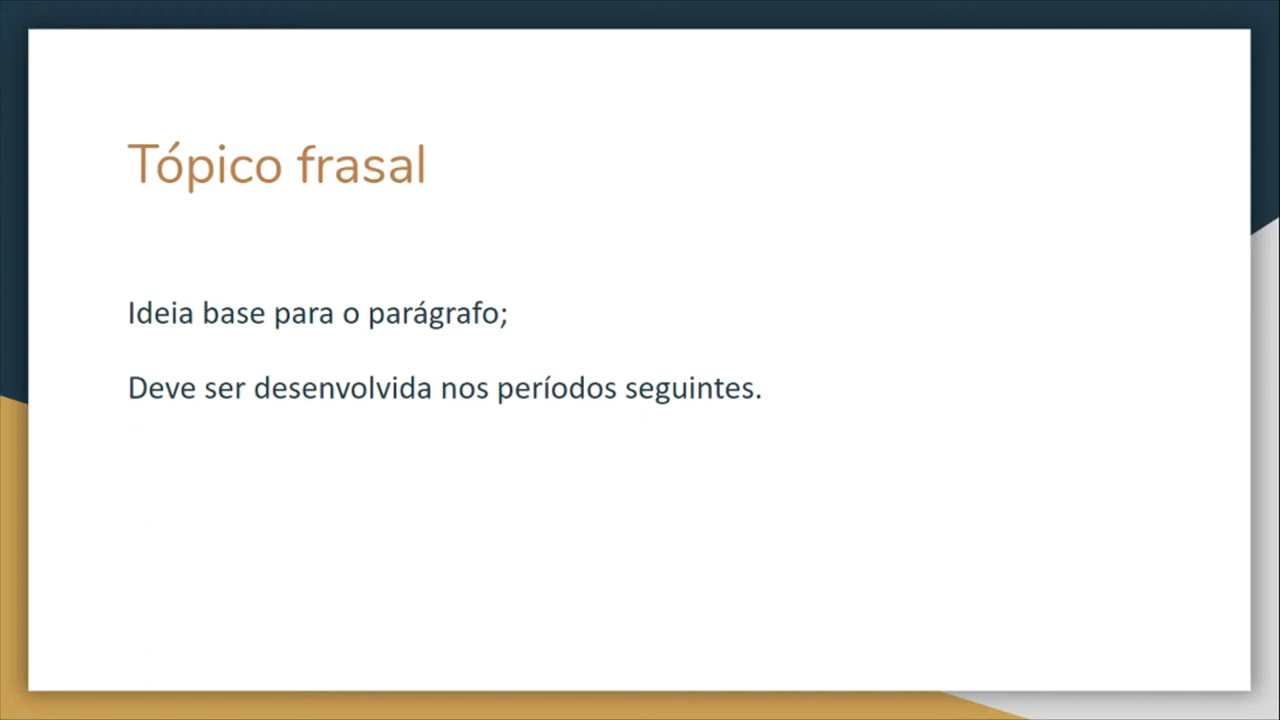 Tópico frasal
Ideia base para o parágrafo;
Deve ser desenvolvida nos períodos seguintes.